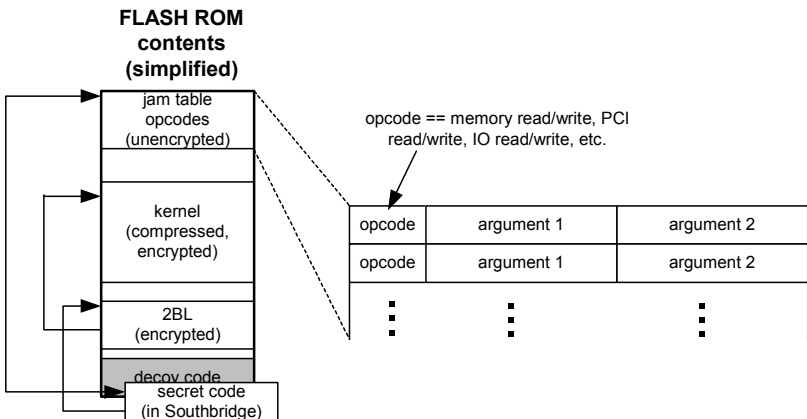 FLASH ROM
contents
(simplified)
jam table
opcodes
(unencrypted)
kernel
(compressed,
encrypted)
2BL
(encrypted)
decoy code
secret code
(in Southbridge)
opcode == memory read/write, PCI
read/write, IO read/write, etc.
opcode argument 1 argument 2
opcode argument 1 argument 2